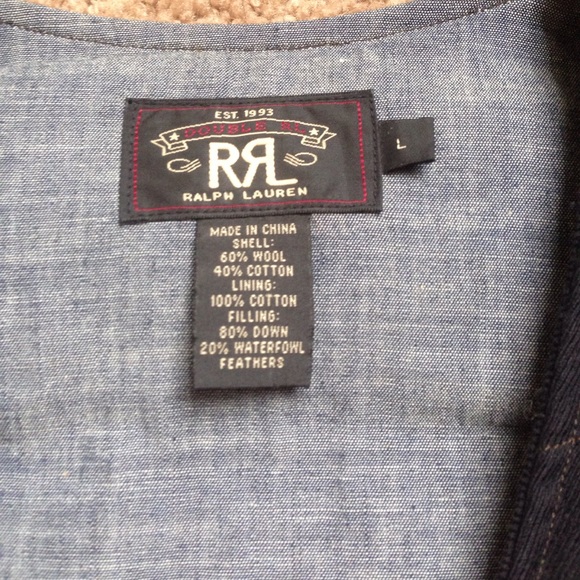 EST. 1993
DOUBLE RL
RRL
RALPH LAUREN
L
MADE IN CHINA
SHELL:
60% WOOL
40% COTTON
LINING:
100% COTTON
FILLING:
80% DOWN
20% WATERFOWL
FEATHERS